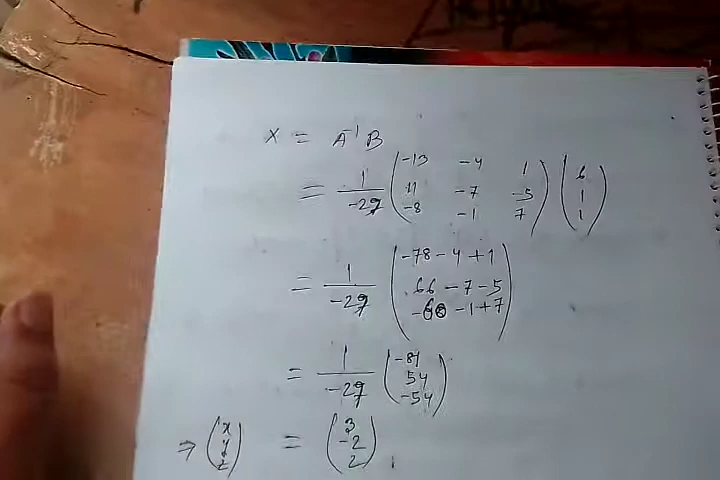 X = A⁻¹B
= 1/-27 (-13 -4 1
11 -7 -5
-8 -1 7) (6
1
1)
= 1/-27 (-78 - 4 + 1
66 - 7 - 5
-1 + 7)
= 1/-27 (-81
54
-54)
⇒ (x
y
z) = (3
-2
2)